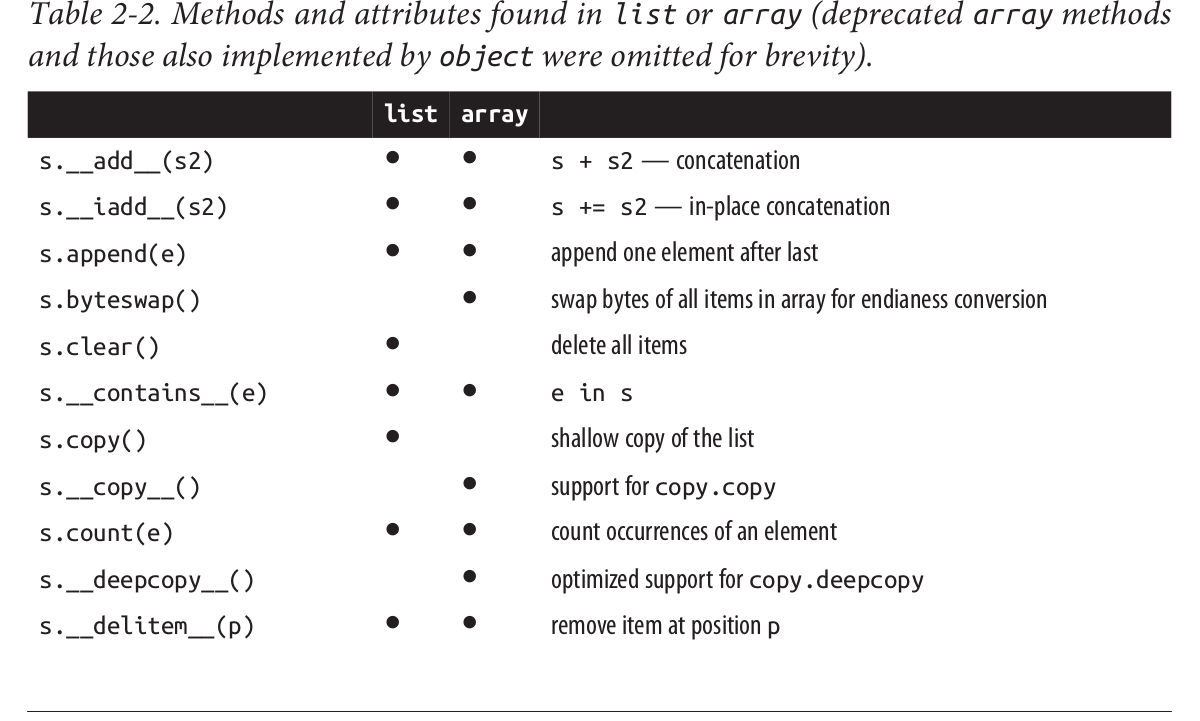 Table 2-2. Methods and attributes found in list or array (deprecated array methods
and those also implemented by object were omitted for brevity).
list array
s.__add__(s2) ● ● s + s2 — concatenation
s.__iadd__(s2) ● ● s += s2 — in-place concatenation
s.append(e) ● ● append one element after last
s.byteswap() ● swap bytes of all items in array for endianess conversion
s.clear() ● delete all items
s.__contains__(e) ● ● e in s
s.copy() ● shallow copy of the list
s.__copy__() ● support for copy.copy
s.count(e) ● ● count occurrences of an element
s.__deepcopy__() ● optimized support for copy.deepcopy
s.__delitem__(p) ● ● remove item at position p